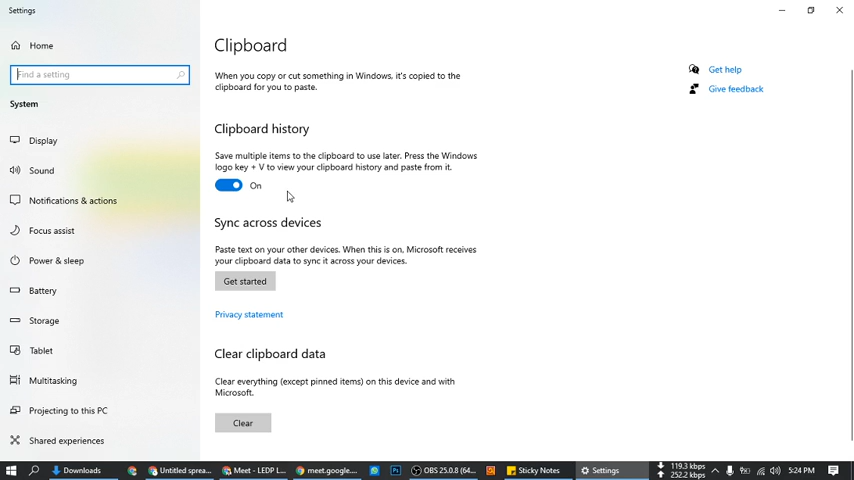 Settings
Home
Find a setting
System
Display
Sound
Notifications & actions
Focus assist
Power & sleep
Battery
Storage
Tablet
Multitasking
Projecting to this PC
Shared experiences
Clipboard
When you copy or cut something in Windows, it's copied to the
clipboard for you to paste.
Clipboard history
Save multiple items to the clipboard to use later. Press the Windows
logo key + V to view your clipboard history and paste from it.
On
Sync across devices
Paste text on your other devices. When this is on, Microsoft receives
your clipboard data to sync it across your devices.
Get started
Privacy statement
Clear clipboard data
Clear everything (except pinned items) on this device and with
Microsoft.
Clear
Get help
Give feedback
Downloads
Untitled sprea...
Meet - LEDP L...
meet.google....
Ps
OBS 25.0.8 (64...
Sticky Notes
Settings
119.3 kbps
252.2 kbps
5:24 PM